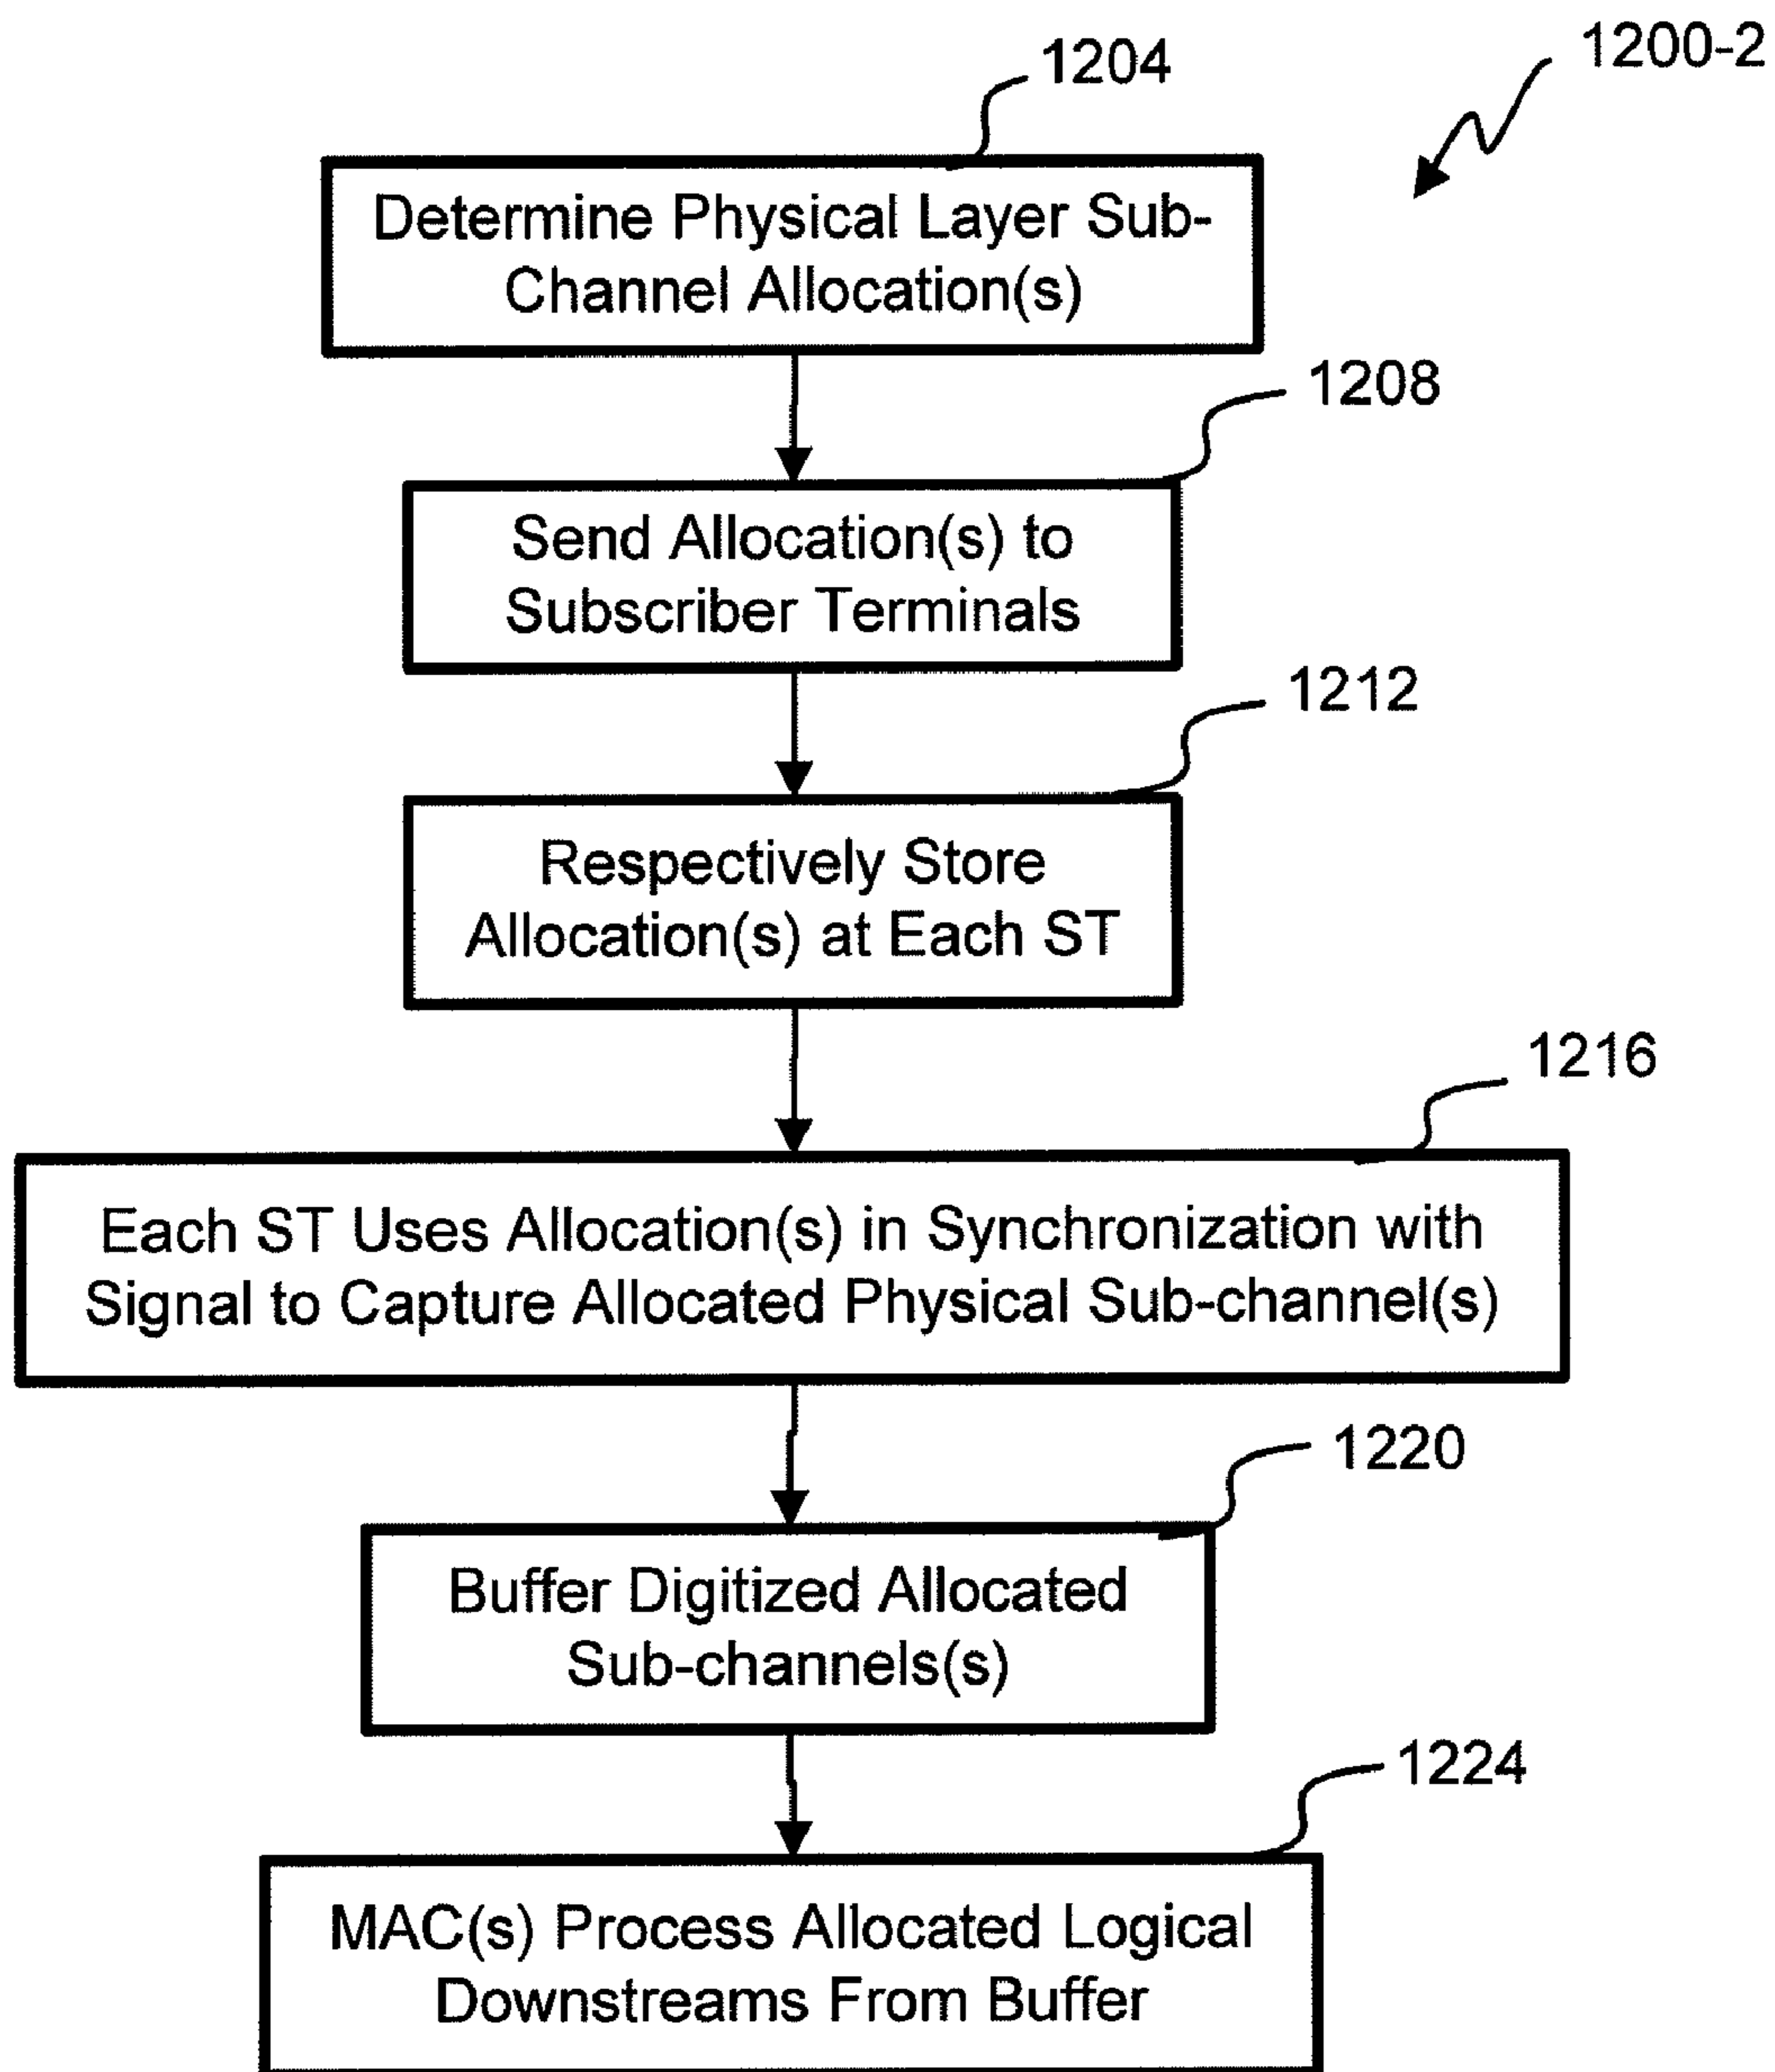 1200-2
1204
Determine Physical Layer Sub-
Channel Allocation(s)
1208
Send Allocation(s) to
Subscriber Terminals
1212
Respectively Store
Allocation(s) at Each ST
1216
Each ST Uses Allocation(s) in Synchronization with
Signal to Capture Allocated Physical Sub-channel(s)
1220
Buffer Digitized Allocated
Sub-channels(s)
1224
MAC(s) Process Allocated Logical
Downstreams From Buffer